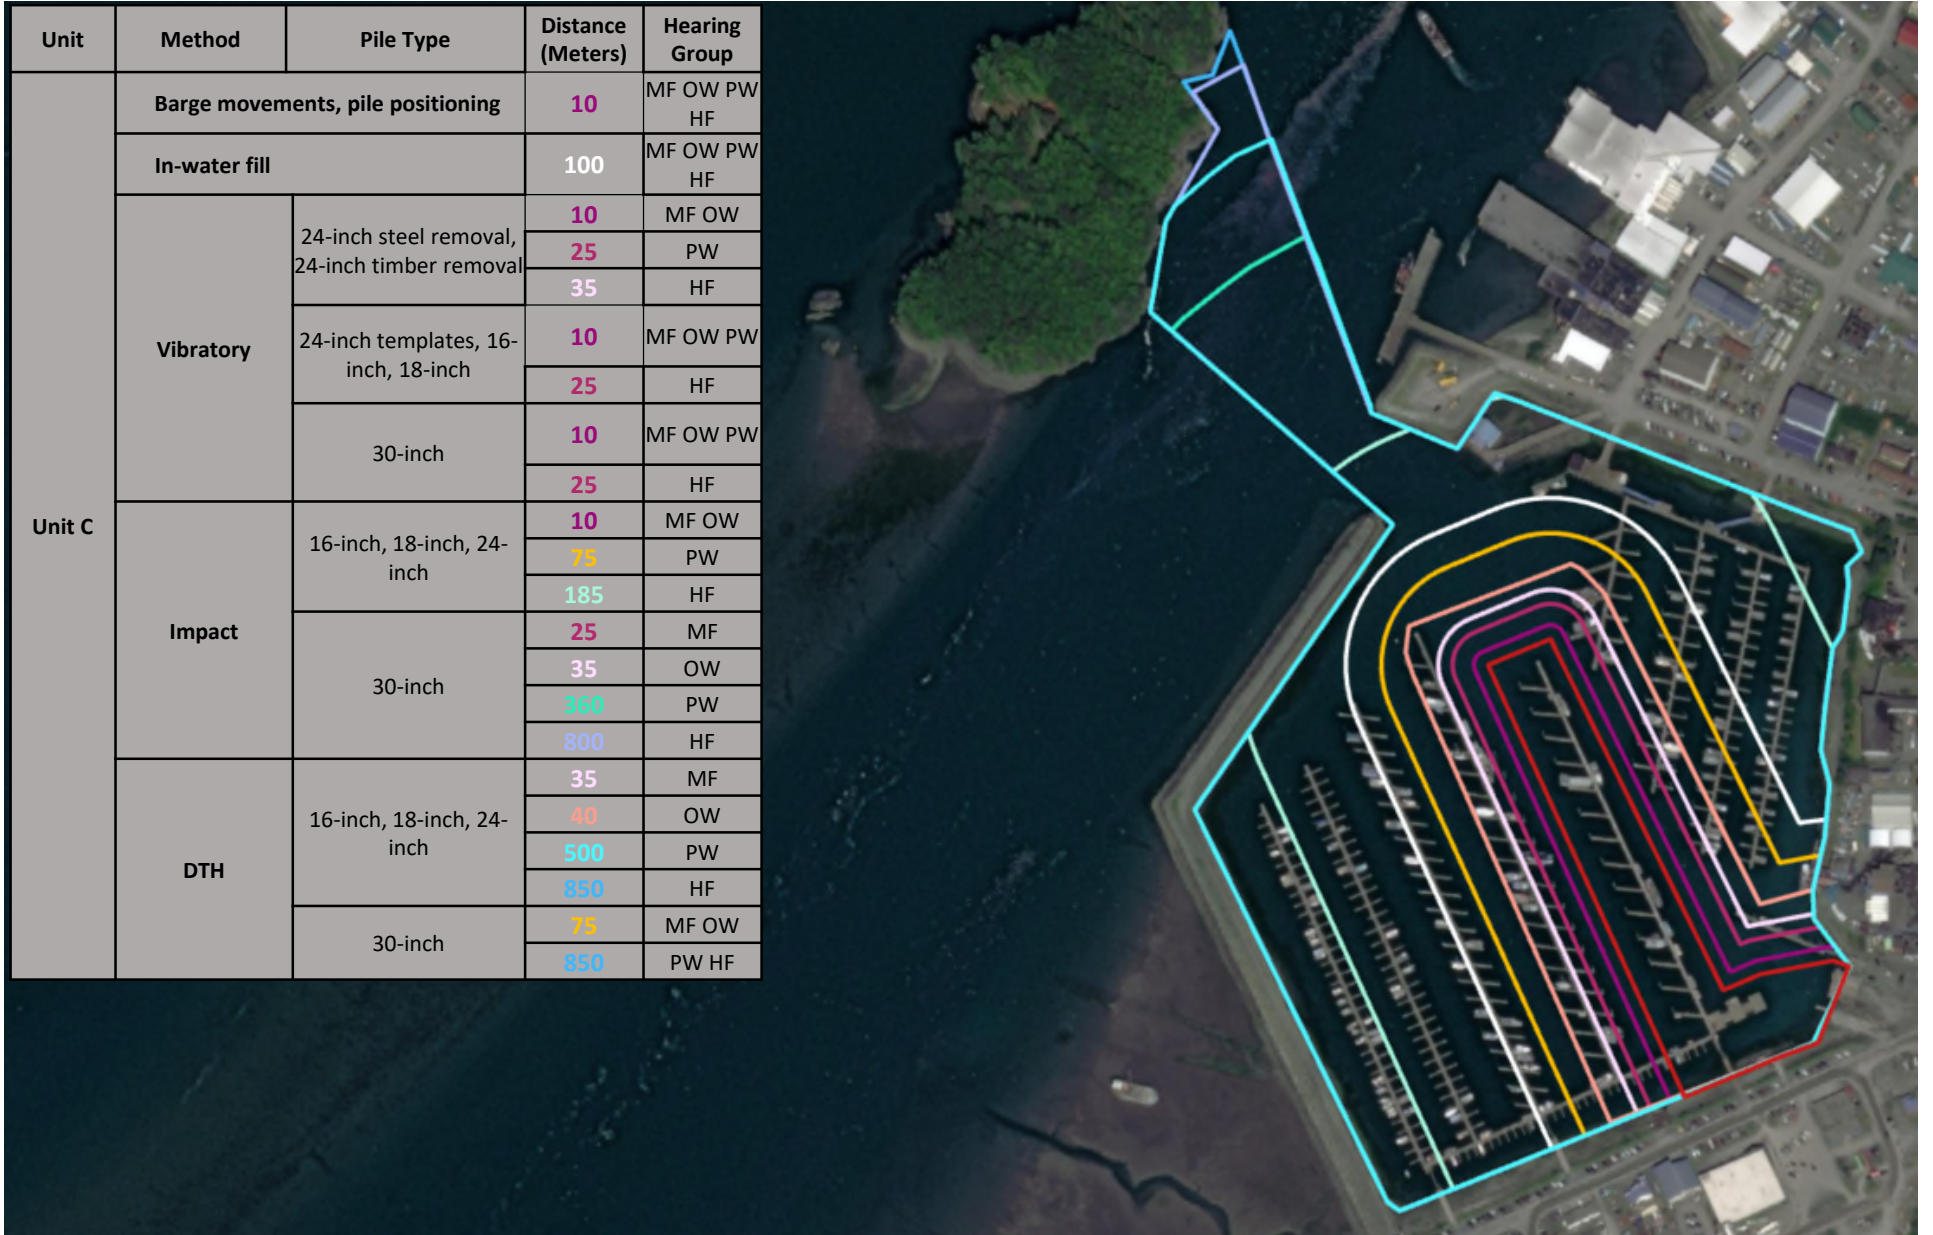 Unit Method Pile Type Distance (Meters) Hearing Group
Unit C
Barge movements, pile positioning 10 MF OW PW HF
In-water fill 100 MF OW PW HF
Vibratory
24-inch steel removal, 24-inch timber removal
10 MF OW
25 PW
35 HF
24-inch templates, 16-inch, 18-inch
10 MF OW PW
25 HF
30-inch
10 MF OW PW
25 HF
Impact
16-inch, 18-inch, 24-inch
10 MF OW
75 PW
185 HF
30-inch
25 MF
35 OW
360 PW
800 HF
DTH
16-inch, 18-inch, 24-inch
35 MF
40 OW
500 PW
850 HF
30-inch
75 MF OW
850 PW HF